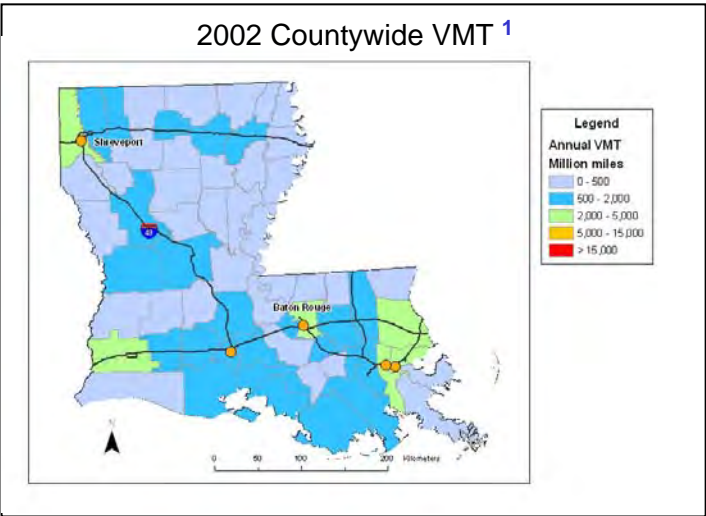 2002 Countywide VMT 1
Shreveport
49
Baton Rouge
N
0 50 100 200 Kilometers
Legend
Annual VMT
Million miles
0 - 500
500 - 2,000
2,000 - 5,000
5,000 - 15,000
> 15,000